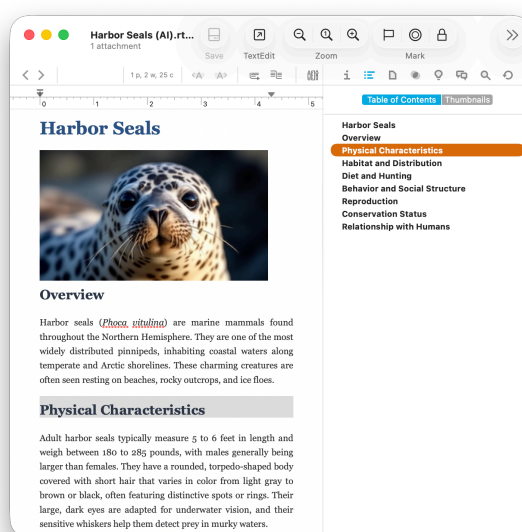 Harbor Seals (AI).rt...
1 attachment
Save
TextEdit
Zoom
Mark
1 p, 2 w, 25 c
A
A
0 1 2 3 4 5
Harbor Seals
Overview
Harbor seals (Phoca vitulina) are marine mammals found
throughout the Northern Hemisphere. They are one of the most
widely distributed pinnipeds, inhabiting coastal waters along
temperate and Arctic shorelines. These charming creatures are
often seen resting on beaches, rocky outcrops, and ice floes.
Physical Characteristics
Adult harbor seals typically measure 5 to 6 feet in length and
weigh between 180 to 285 pounds, with males generally being
larger than females. They have a rounded, torpedo-shaped body
covered with short hair that varies in color from light gray to
brown or black, often featuring distinctive spots or rings. Their
large, dark eyes are adapted for underwater vision, and their
sensitive whiskers help them detect prey in murky waters.
Table of Contents
Thumbnails
Harbor Seals
Overview
Physical Characteristics
Habitat and Distribution
Diet and Hunting
Behavior and Social Structure
Reproduction
Conservation Status
Relationship with Humans